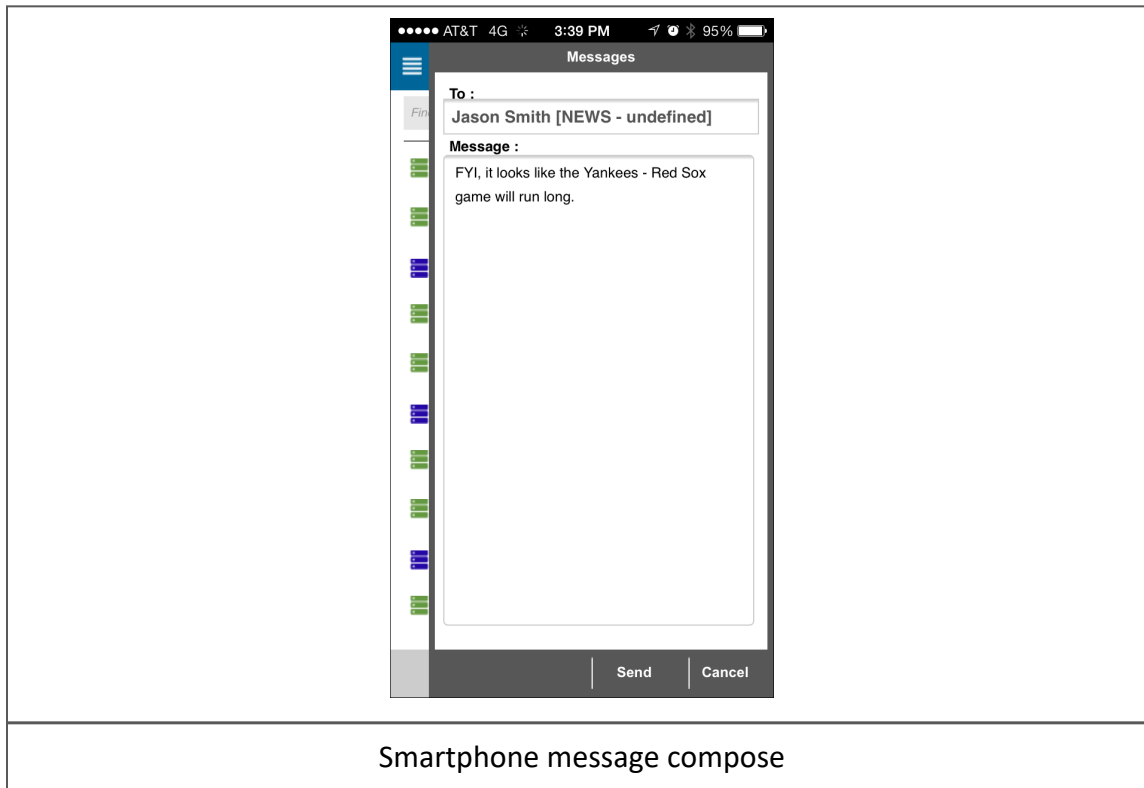 AT&T 4G 3:39 PM 95%
Messages
To :
Fin
Jason Smith [NEWS - undefined]
Message :
FYI, it looks like the Yankees - Red Sox
game will run long.
Send Cancel
Smartphone message compose